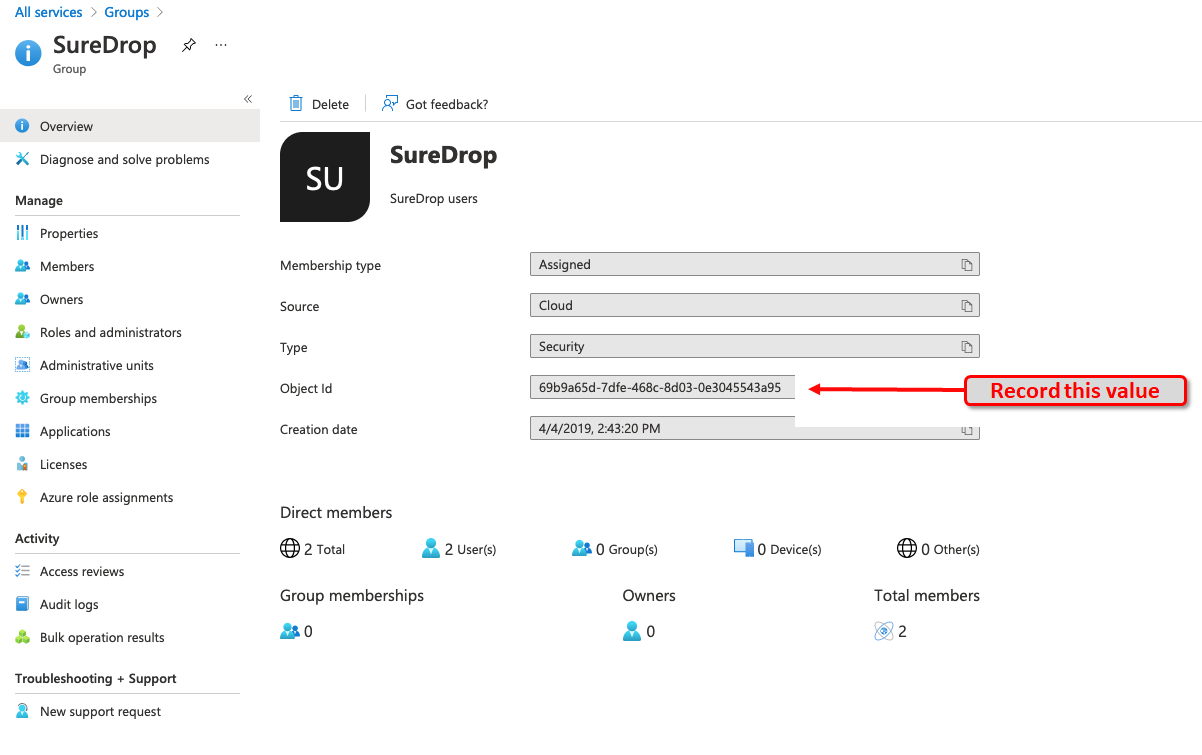 All services > Groups >
SureDrop
Group
Overview
Diagnose and solve problems
Manage
Properties
Members
Owners
Roles and administrators
Administrative units
Group memberships
Applications
Licenses
Azure role assignments
Activity
Access reviews
Audit logs
Bulk operation results
Troubleshooting + Support
New support request
Delete
Got feedback?
SU
SureDrop
SureDrop users
Membership type Assigned
Source Cloud
Type Security
Object Id 69b9a65d-7dfe-468c-8d03-0e3045543a95
Record this value
Creation date 4/4/2019, 2:43:20 PM
Direct members
2 Total 2 User(s) 0 Group(s) 0 Device(s) 0 Other(s)
Group memberships Owners Total members
0 0 2